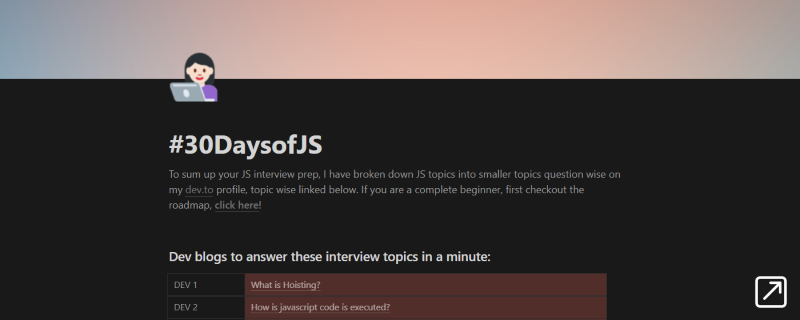 #30DaysofJS
To sum up your JS interview prep, I have broken down JS topics into smaller topics question wise on
my dev.to profile, topic wise linked below. If you are a complete beginner, first checkout the
roadmap, click here!
Dev blogs to answer these interview topics in a minute:
DEV 1 What is Hoisting?
DEV 2 How is javascript code is executed?